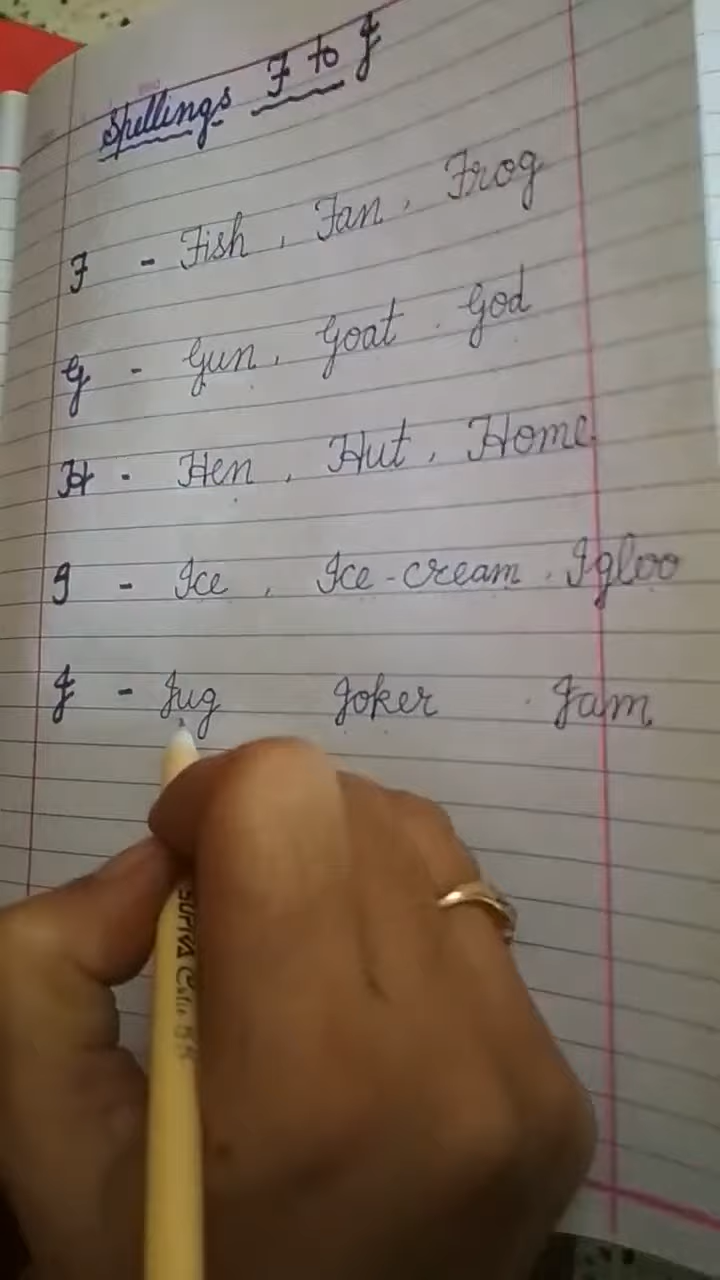 Spellings F to J
F - Fish, Fan, Frog
G - Gun, Goat. God
H - Hen, Hut, Home
I - Ice, Ice-cream. Igloo
J - Jug Joker Jam